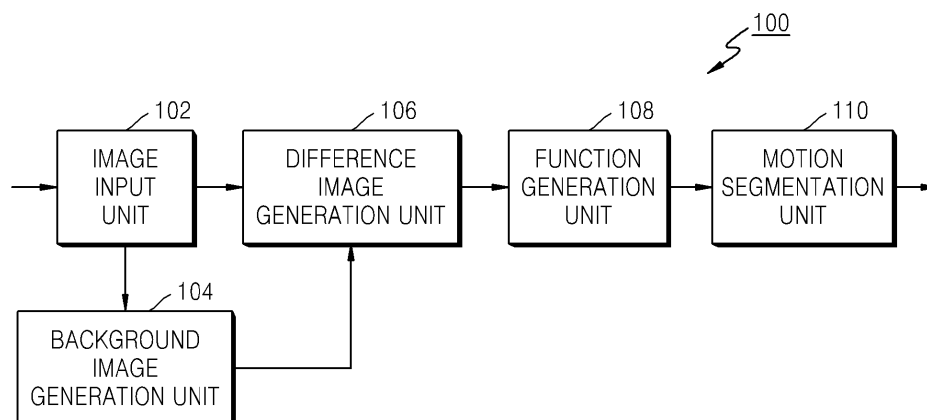 100
102
IMAGE
INPUT
UNIT
106
DIFFERENCE
IMAGE
GENERATION UNIT
108
FUNCTION
GENERATION
UNIT
110
MOTION
SEGMENTATION
UNIT
104
BACKGROUND
IMAGE
GENERATION UNIT